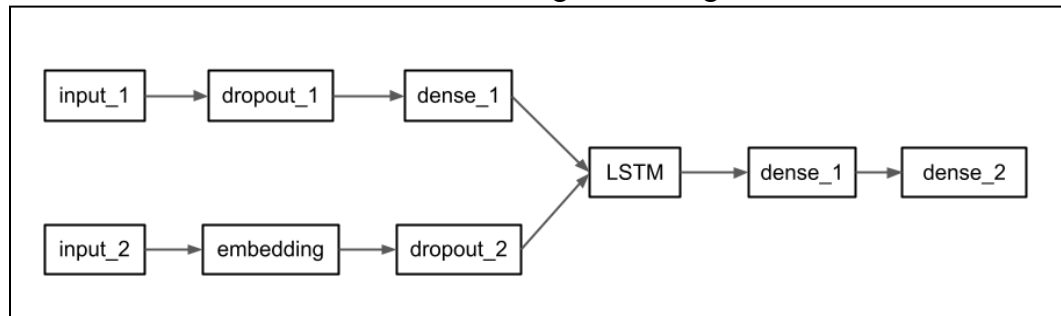 input_1 dropout_1 dense_1
LSTM dense_1 dense_2
input_2 embedding dropout_2